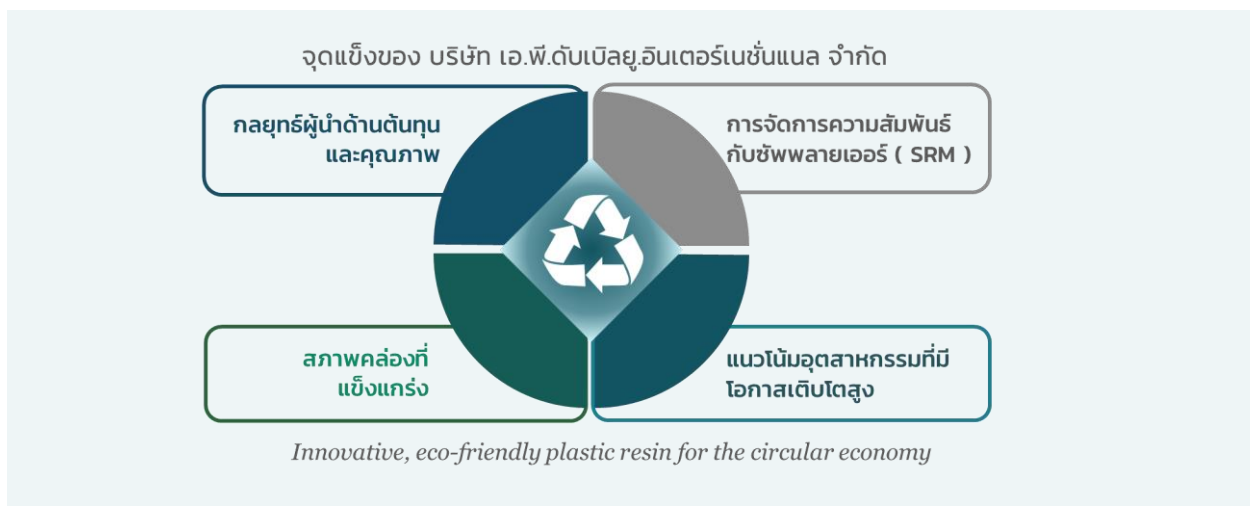 จุดแข็งของ บริษัท เอ.พี.ดับเบิลยู.อินเตอร์เนชั่นแนล จำกัด
กลยุทธ์ผู้นำด้านต้นทุน
และคุณภาพ
การจัดการความสัมพันธ์
กับซัพพลายเออร์ ( SRM )
สภาพคล่องที่
แข็งแกร่ง
แนวโน้มอุตสาหกรรมที่มี
โอกาสเติบโตสูง
Innovative, eco-friendly plastic resin for the circular economy